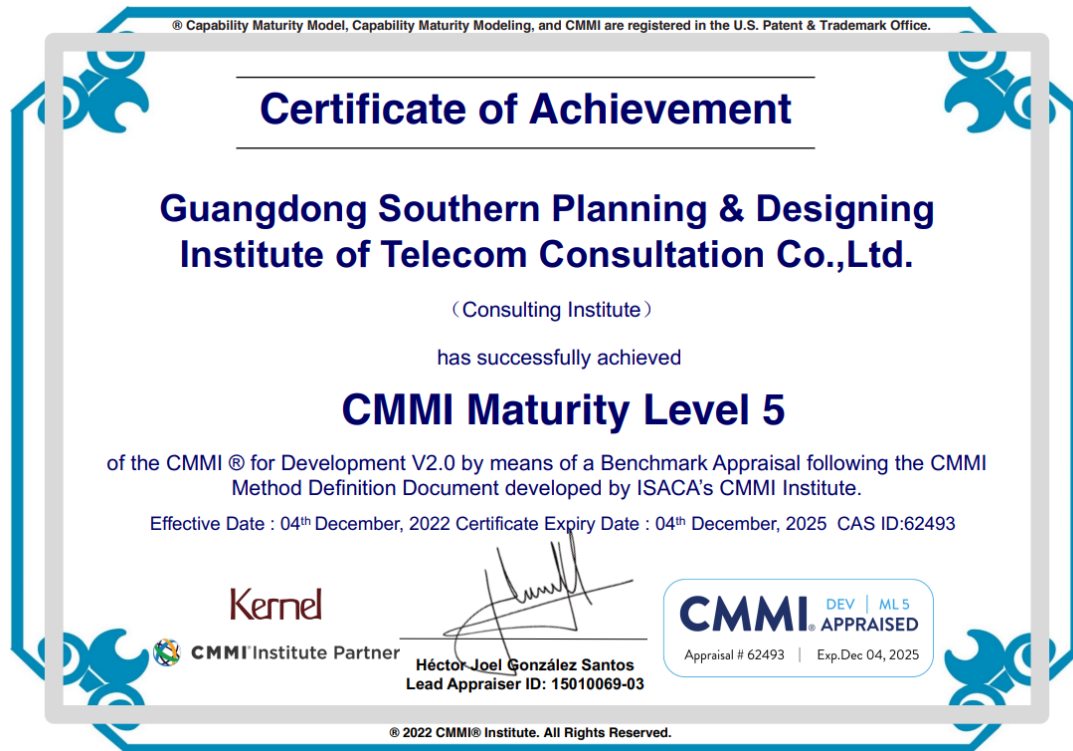 ® Capability Maturity Model, Capability Maturity Modeling, and CMMI are registered in the U.S. Patent & Trademark Office.
Certificate of Achievement
Guangdong Southern Planning & Designing
Institute of Telecom Consultation Co.,Ltd.
（Consulting Institute）
has successfully achieved
CMMI Maturity Level 5
of the CMMI ® for Development V2.0 by means of a Benchmark Appraisal following the CMMI
Method Definition Document developed by ISACA's CMMI Institute.
Effective Date : 04th December, 2022 Certificate Expiry Date : 04th December, 2025 CAS ID:62493
Kernel
CMMI® Institute Partner
Héctor Joel González Santos
Lead Appraiser ID: 15010069-03
CMMI® DEV | ML 5
APPRAISED
Appraisal # 62493 | Exp.Dec 04, 2025
® 2022 CMMI® Institute. All Rights Reserved.